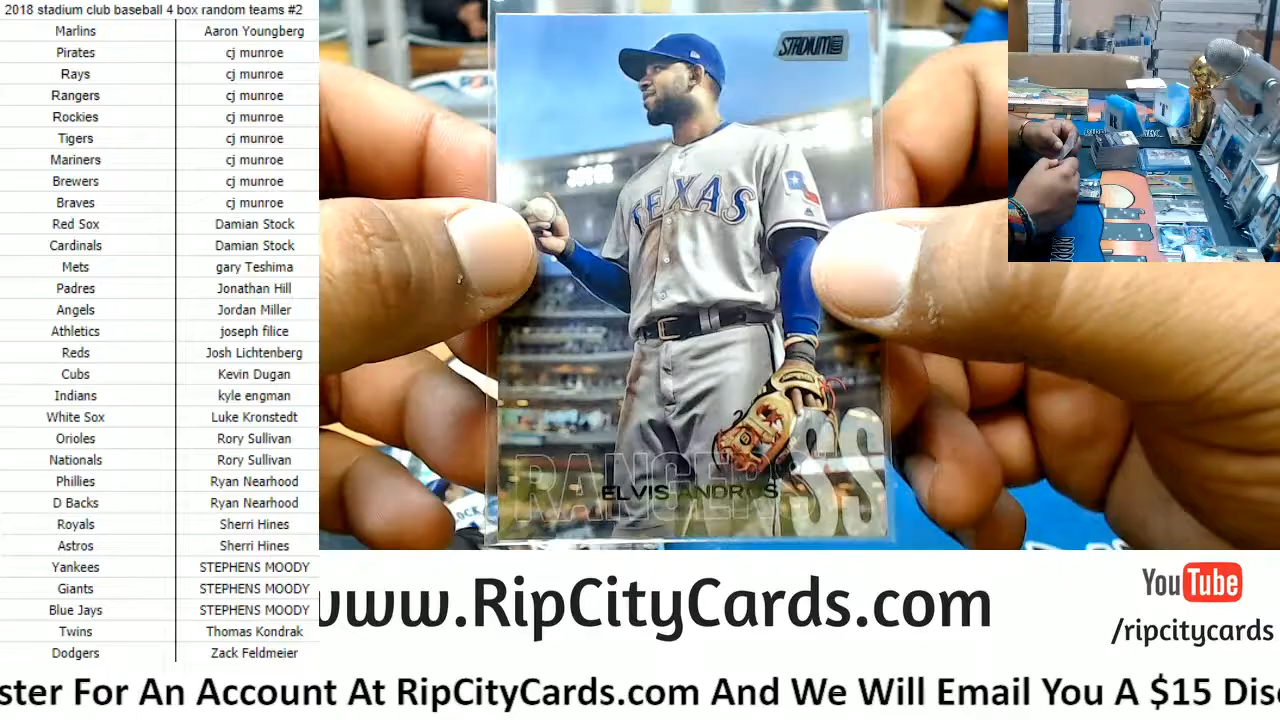 2018 stadium club baseball 4 box random teams #2
Marlins Aaron Youngberg
Pirates cj munroe
Rays cj munroe
Rangers cj munroe
Rockies cj munroe
Tigers cj munroe
Mariners cj munroe
Brewers cj munroe
Braves cj munroe
Red Sox Damian Stock
Cardinals Damian Stock
Mets gary Teshima
Padres Jonathan Hill
Angels Jordan Miller
Athletics joseph filice
Reds Josh Lichtenberg
Cubs Kevin Dugan
Indians kyle engman
White Sox Luke Kronstedt
Orioles Rory Sullivan
Nationals Rory Sullivan
Phillies Ryan Nearhood
D Backs Ryan Nearhood
Royals Sherri Hines
Astros Sherri Hines
Yankees STEPHENS MOODY
Giants STEPHENS MOODY
Blue Jays STEPHENS MOODY
Twins Thomas Kondrak
Dodgers Zack Feldmeier
STADIUM CLUB
TEXAS
RANGERS SS
ELVIS ANDRUS
www.RipCityCards.com
YouTube
/ripcitycards
ster For An Account At RipCityCards.com And We Will Email You A $15 Disc